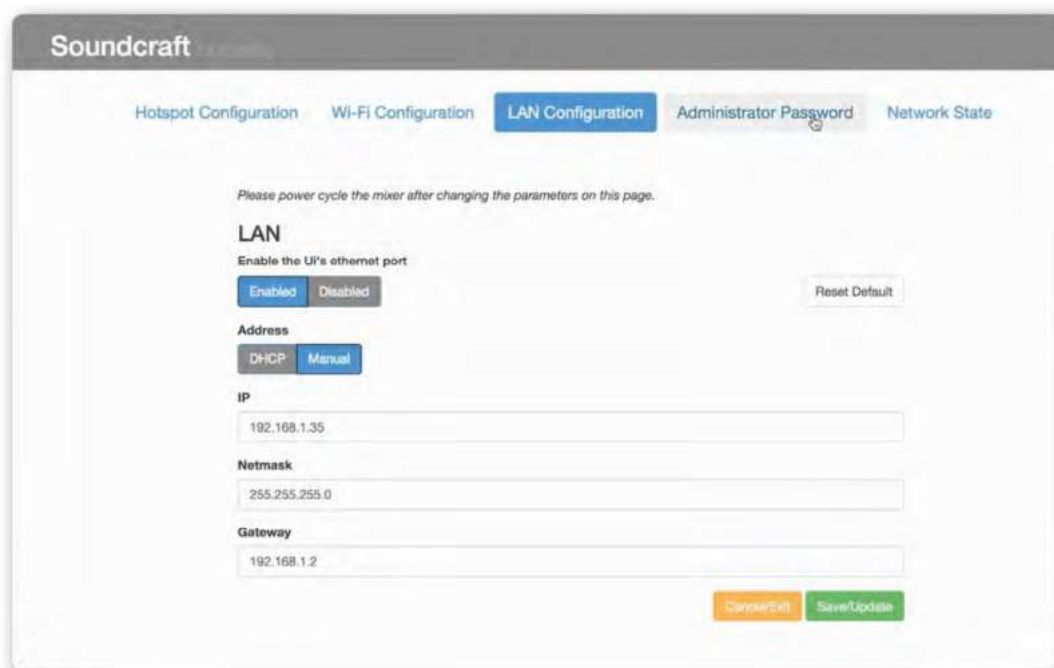 Soundcraft
Hotspot Configuration Wi-Fi Configuration LAN Configuration Administrator Password Network State
Please power cycle the mixer after changing the parameters on this page.
LAN
Enable the Ui's ethernet port
Enabled Disabled Reset Default
Address
DHCP Manual
IP
192.168.1.35
Netmask
255.255.255.0
Gateway
192.168.1.2
Cancel/Exit Save/Update